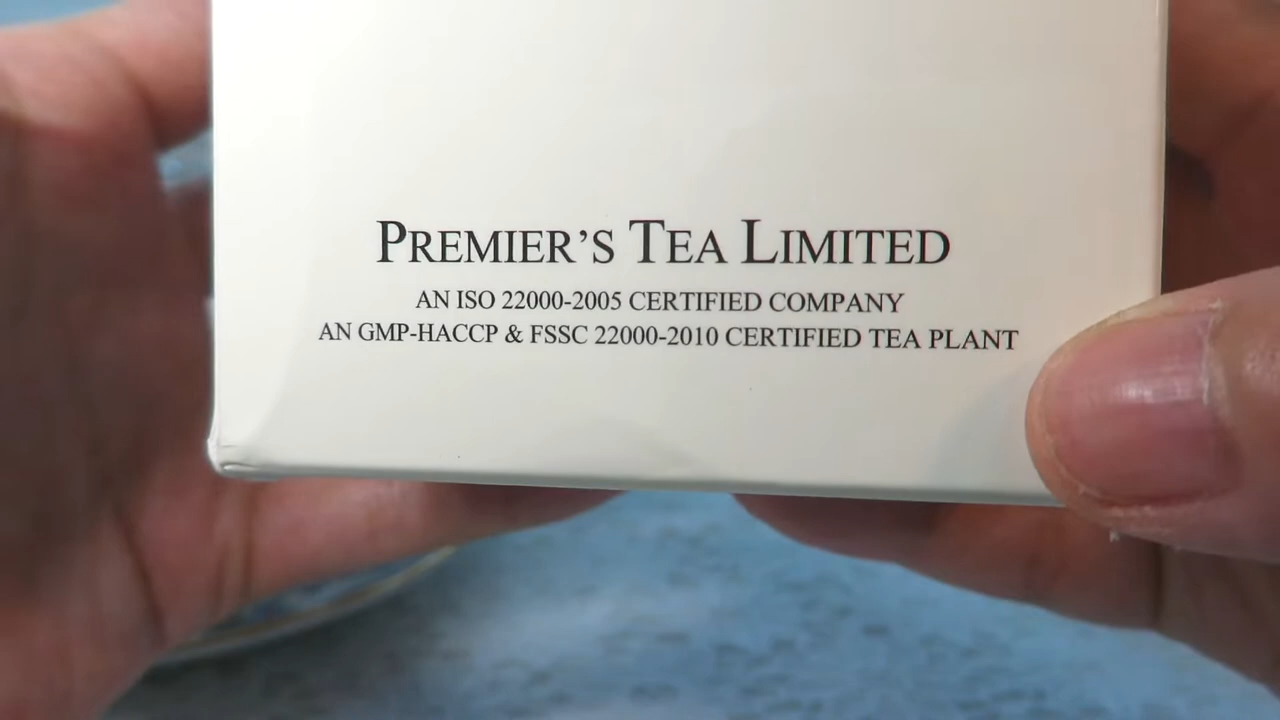 PREMIER'S TEA LIMITED
AN ISO 22000-2005 CERTIFIED COMPANY
AN GMP-HACCP & FSSC 22000-2010 CERTIFIED TEA PLANT